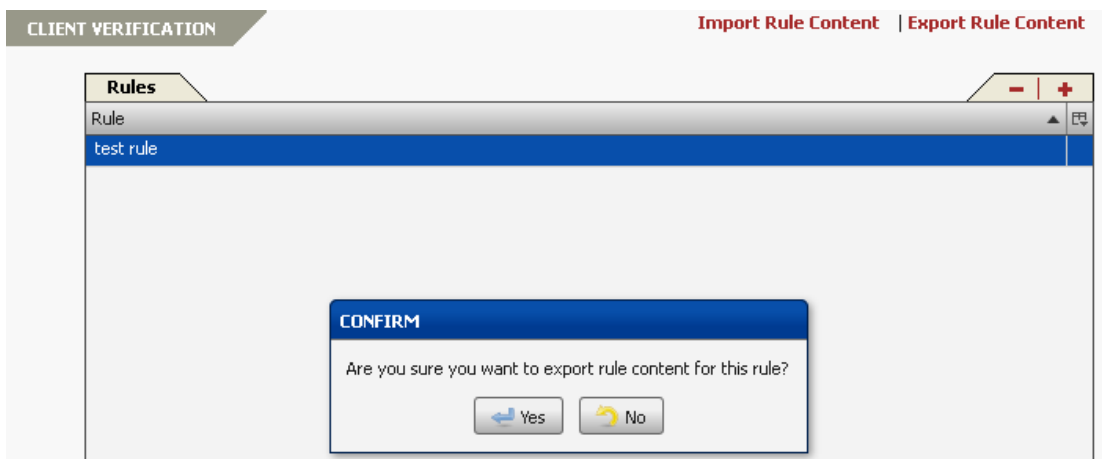 CLIENT VERIFICATION
Import Rule Content | Export Rule Content
Rules
Rule
test rule
CONFIRM
Are you sure you want to export rule content for this rule?
Yes No